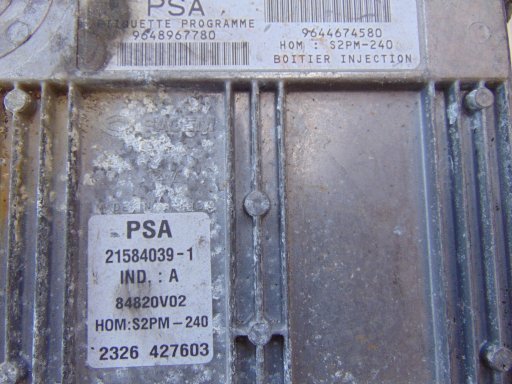 PSA
ETIQUETTE PROGRAMME
9648967780
9644674580
HOM : S2PM-240
BOITIER INJECTION
PSA
21584039-1
IND. : A
84820V02
HOM:S2PM-240
2326 427603